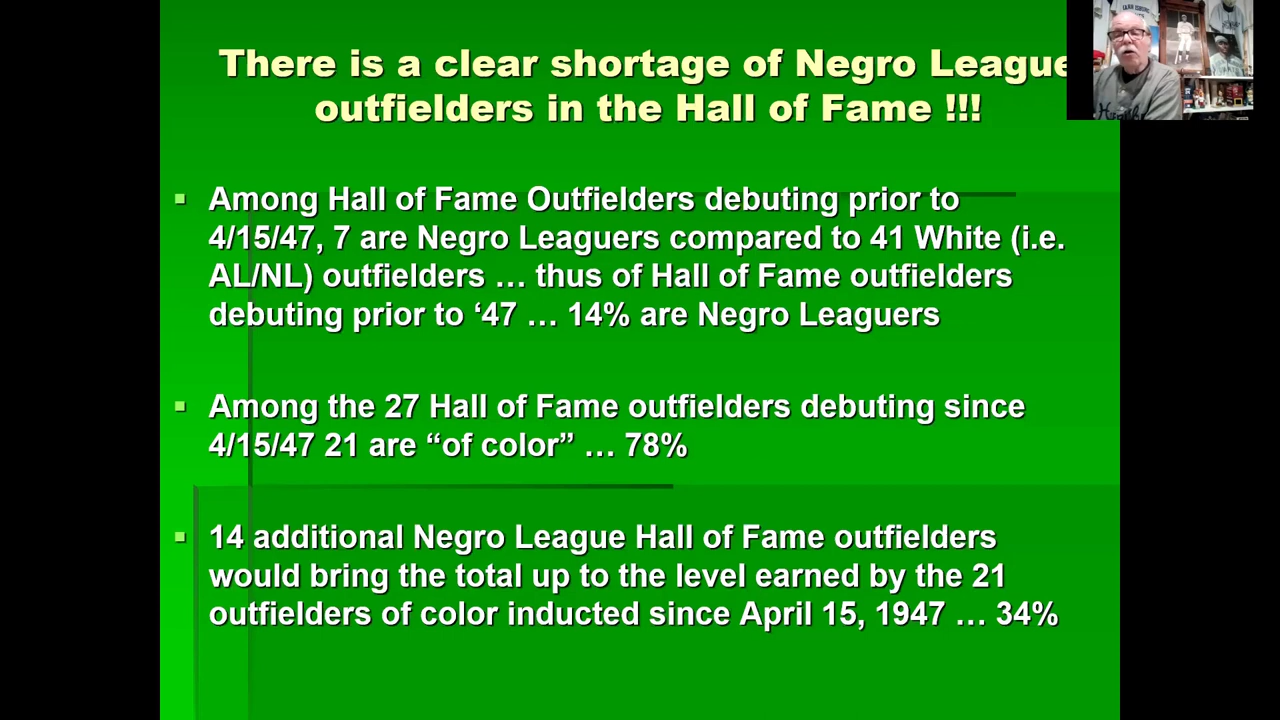 There is a clear shortage of Negro League
outfielders in the Hall of Fame !!!
Among Hall of Fame Outfielders debuting prior to
4/15/47, 7 are Negro Leaguers compared to 41 White (i.e.
AL/NL) outfielders … thus of Hall of Fame outfielders
debuting prior to ‘47 … 14% are Negro Leaguers
Among the 27 Hall of Fame outfielders debuting since
4/15/47 21 are “of color” … 78%
14 additional Negro League Hall of Fame outfielders
would bring the total up to the level earned by the 21
outfielders of color inducted since April 15, 1947 … 34%